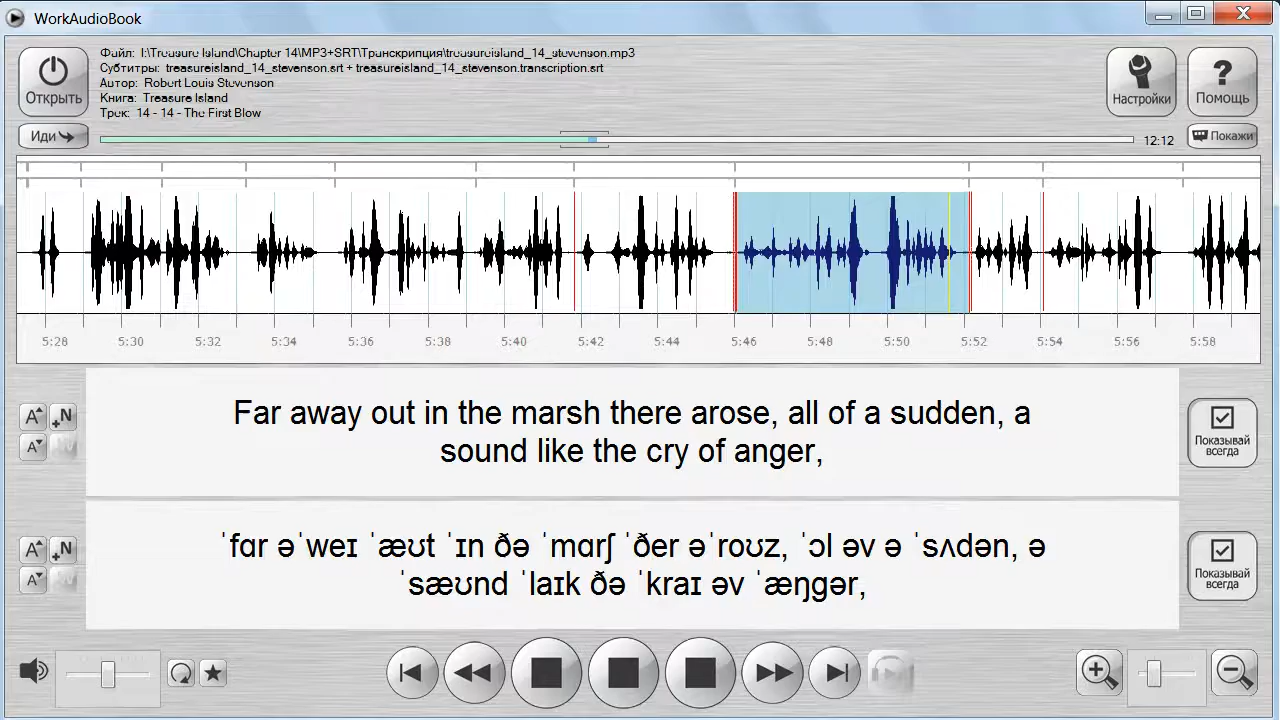 WorkAudioBook
Открыть
Файл: I:\Treasure Island\Chapter 14\MP3+SRT\Транскрипция\treasureisland_14_stevenson.mp3
Субтитры: treasureisland_14_stevenson.srt + treasureisland_14_stevenson.transcription.srt
Автор: Robert Louis Stevenson
Книга: Treasure Island
Трек: 14 - 14 - The First Blow
Настройки
?
Помощь
Иди
12:12
Покажи
5:28 5:30 5:32 5:34 5:36 5:38 5:40 5:42 5:44 5:46 5:48 5:50 5:52 5:54 5:56 5:58
A +N
A
Far away out in the marsh there arose, all of a sudden, a
sound like the cry of anger,
Показывай
всегда
A +N
A
ˈfɑr əˈweɪ ˈæʊt ˈɪn ðə ˈmɑrʃ ˈðer əˈroʊz, ˈɔl əv ə ˈsʌdən, ə
ˈsæʊnd ˈlaɪk ðə ˈkraɪ əv ˈæŋgər,
Показывай
всегда